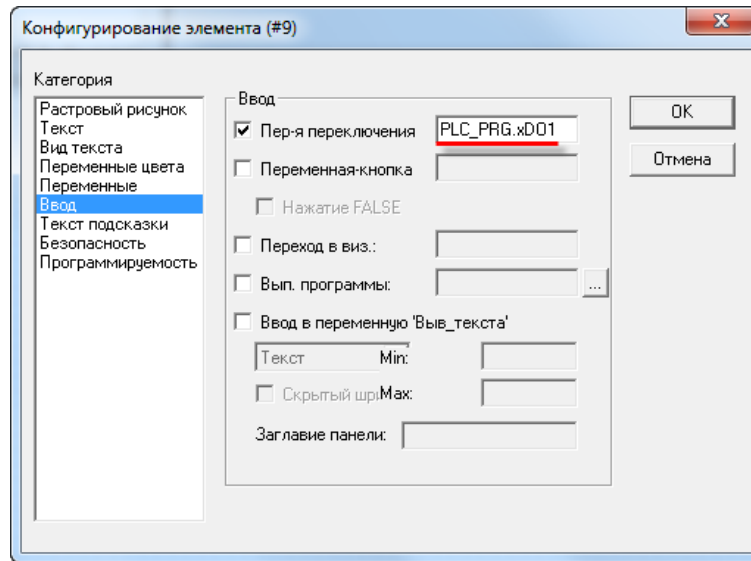 Конфигурирование элемента (#9)
Категория
Растровый рисунок
Текст
Вид текста
Переменные цвета
Переменные
Ввод
Текст подсказки
Безопасность
Программируемость
Ввод
Пер-я переключения PLC_PRG.xDO1
Переменная-кнопка
Нажатие FALSE
Переход в виз.:
Вып. программы: ...
Ввод в переменную 'Выв_текста'
Текст Min:
Скрытый шри Max:
Заглавие панели:
OK
Отмена